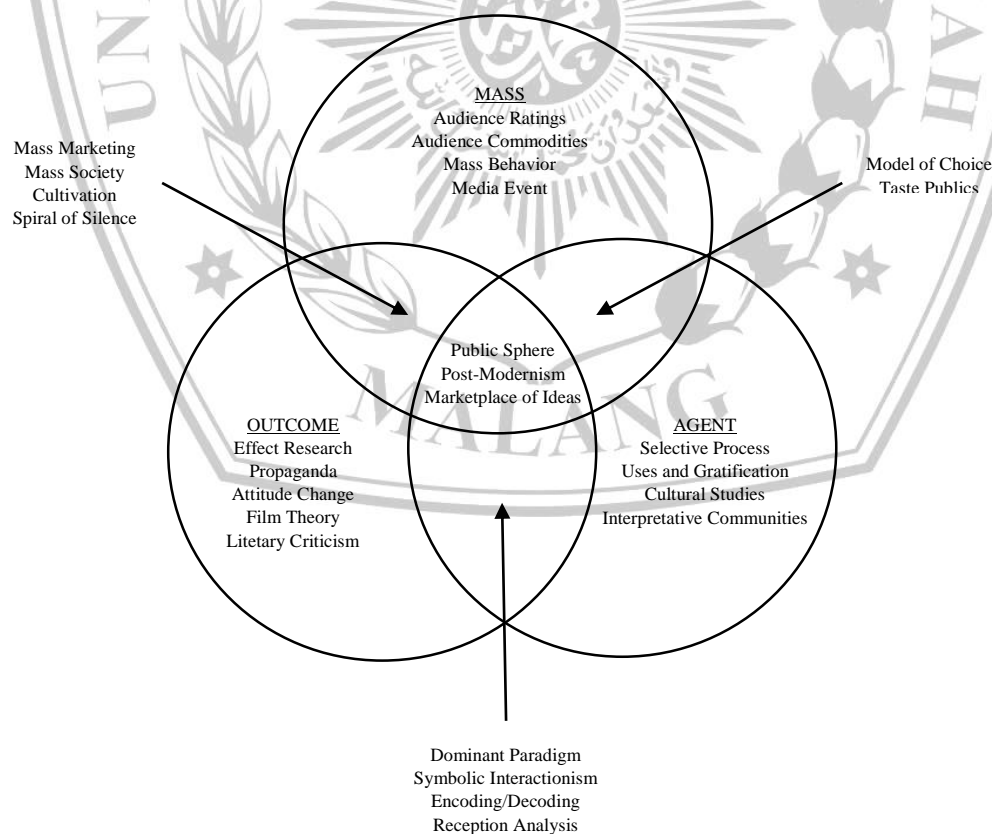 MASS
Audience Ratings
Audience Commodities
Mass Behavior
Media Event
Mass Marketing
Mass Society
Cultivation
Spiral of Silence
Model of Choice
Taste Publics
Public Sphere
Post-Modernism
Marketplace of Ideas
OUTCOME
Effect Research
Propaganda
Attitude Change
Film Theory
Litetary Criticism
AGENT
Selective Process
Uses and Gratification
Cultural Studies
Interpretative Communities
Dominant Paradigm
Symbolic Interactionism
Encoding/Decoding
Reception Analysis
UN
AH
MALANG